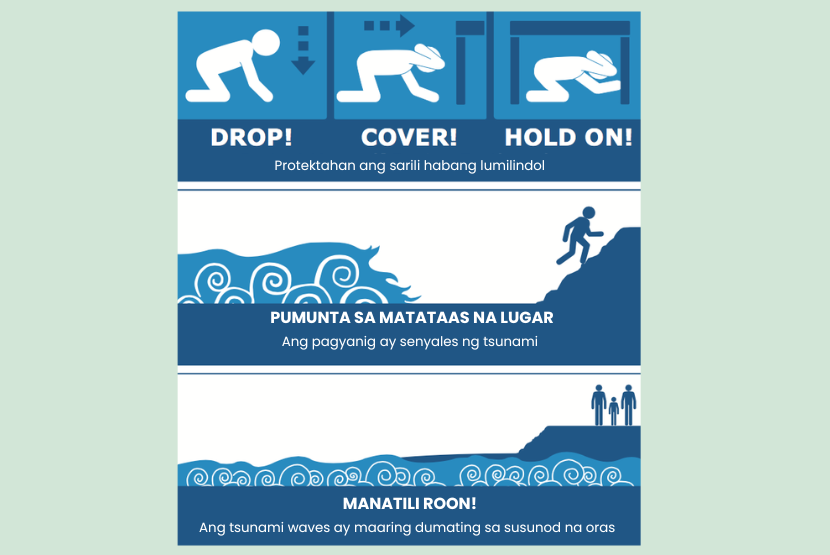 DROP! COVER! HOLD ON!
Protektahan ang sarili habang lumilindol
PUMUNTA SA MATATAAS NA LUGAR
Ang pagyanig ay senyales ng tsunami
MANATILI ROON!
Ang tsunami waves ay maaring dumating sa susunod na oras